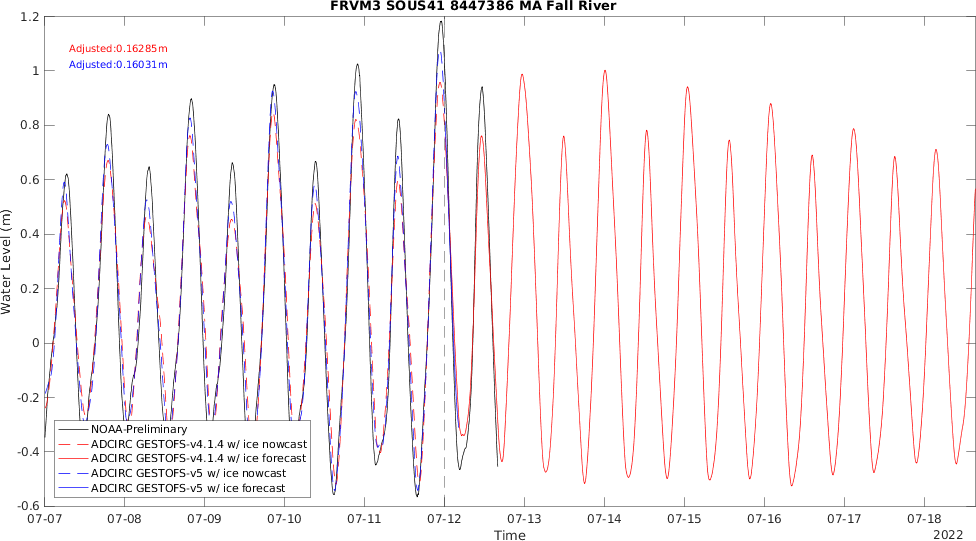 FRVM3 SOUS41 8447386 MA Fall River
Adjusted:0.16285m
Adjusted:0.16031m
Water Level (m)
1.2
1
0.8
0.6
0.4
0.2
0
-0.2
-0.4
-0.6
NOAA-Preliminary
ADCIRC GESTOFS-v4.1.4 w/ ice nowcast
ADCIRC GESTOFS-v4.1.4 w/ ice forecast
ADCIRC GESTOFS-v5 w/ ice nowcast
ADCIRC GESTOFS-v5 w/ ice forecast
07-07 07-08 07-09 07-10 07-11 07-12 07-13 07-14 07-15 07-16 07-17 07-18
Time
2022